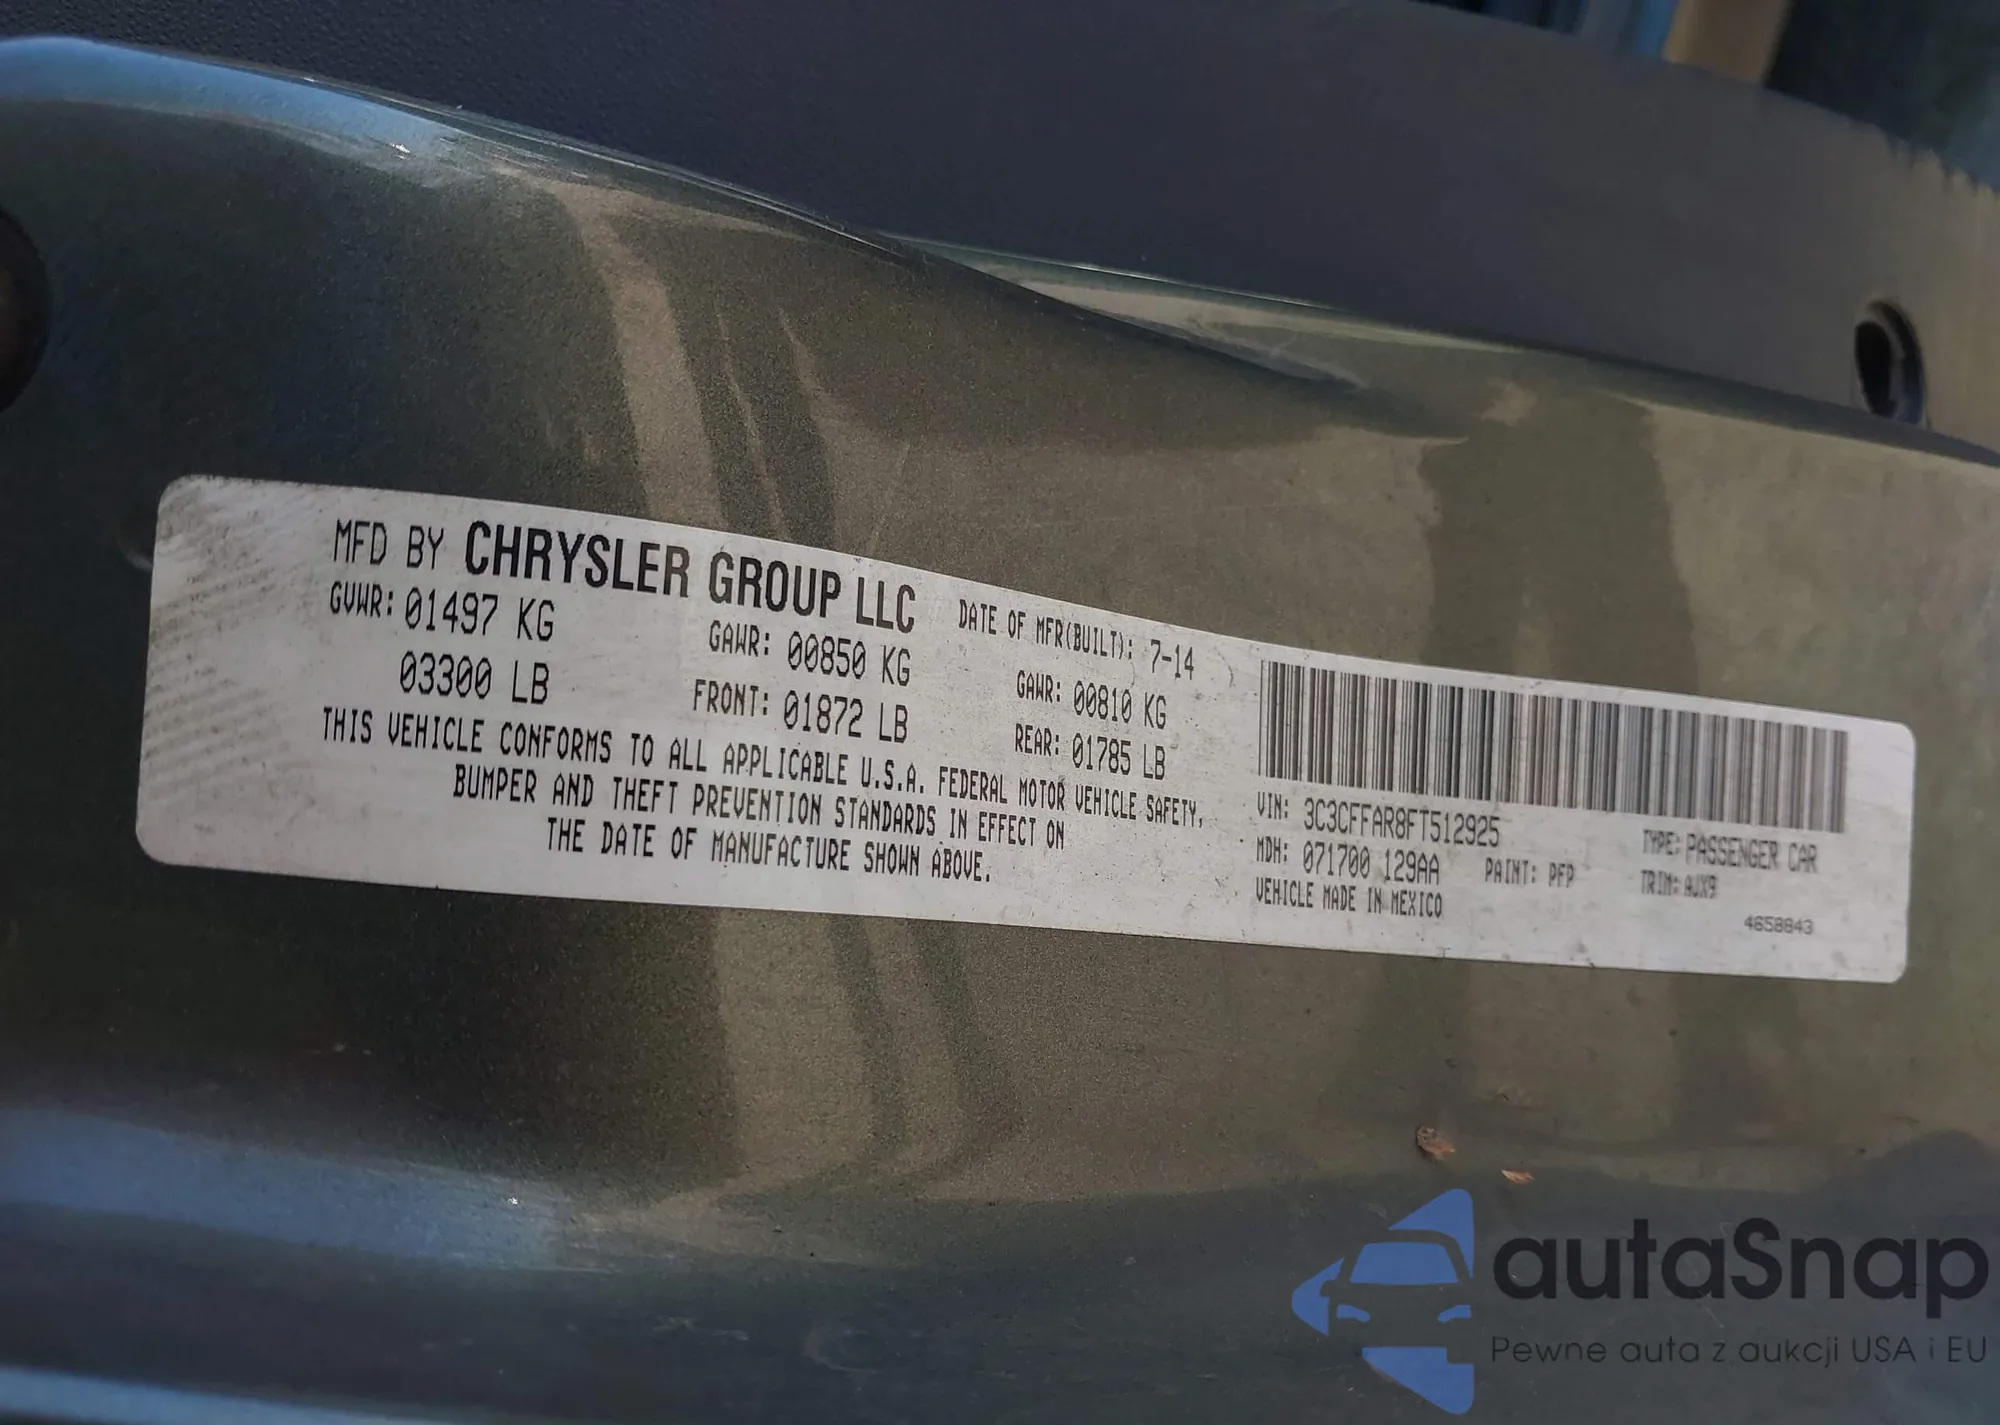 MFD BY CHRYSLER GROUP LLC DATE OF MFR(BUILT): 7-14
GVWR: 01497 KG GAWR: 00850 KG GAWR: 00810 KG
03300 LB FRONT: 01872 LB REAR: 01785 LB
THIS VEHICLE CONFORMS TO ALL APPLICABLE U.S.A. FEDERAL MOTOR VEHICLE SAFETY,
BUMPER AND THEFT PREVENTION STANDARDS IN EFFECT ON
THE DATE OF MANUFACTURE SHOWN ABOVE.
VIN: 3C3CFFAR8FT512925 TYPE: PASSENGER CAR
MDH: 071700 129AA PAINT: PFP TRIM: AJX9
VEHICLE MADE IN MEXICO
4658843
autaSnap
Pewne auta z aukcji USA i EU